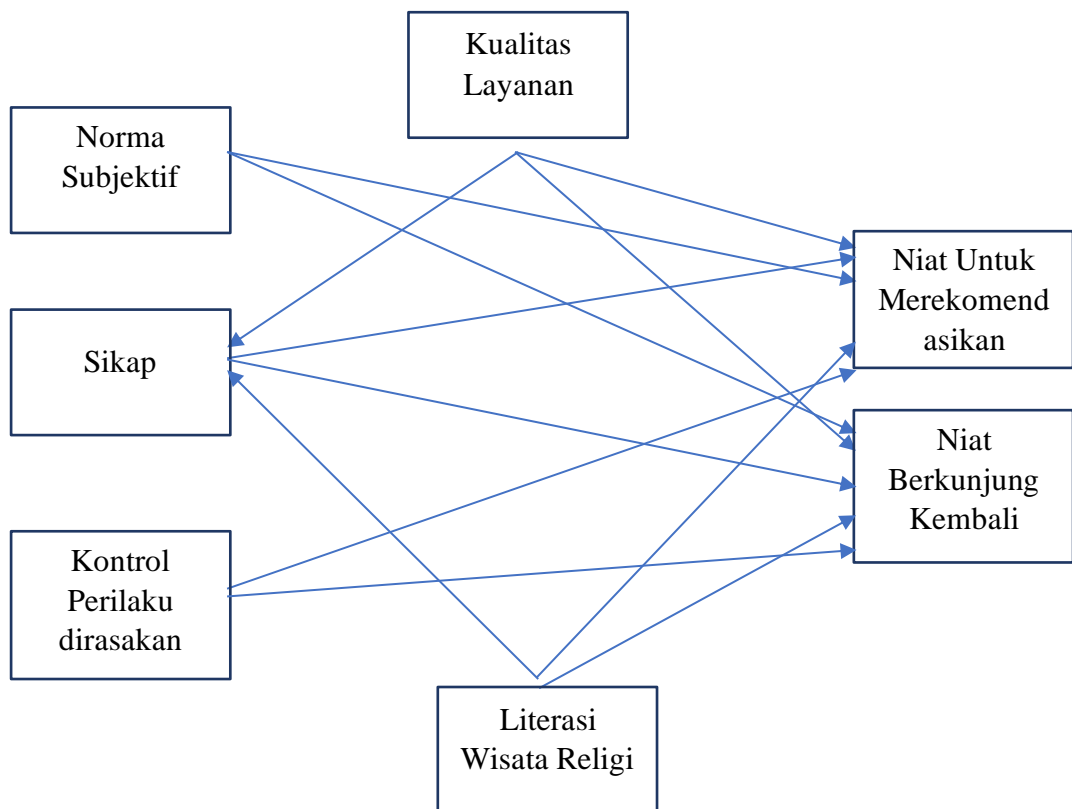 Kualitas
Layanan
Norma
Subjektif
Niat Untuk
Merekomend
asikan
Sikap
Niat
Berkunjung
Kembali
Kontrol
Perilaku
dirasakan
Literasi
Wisata Religi